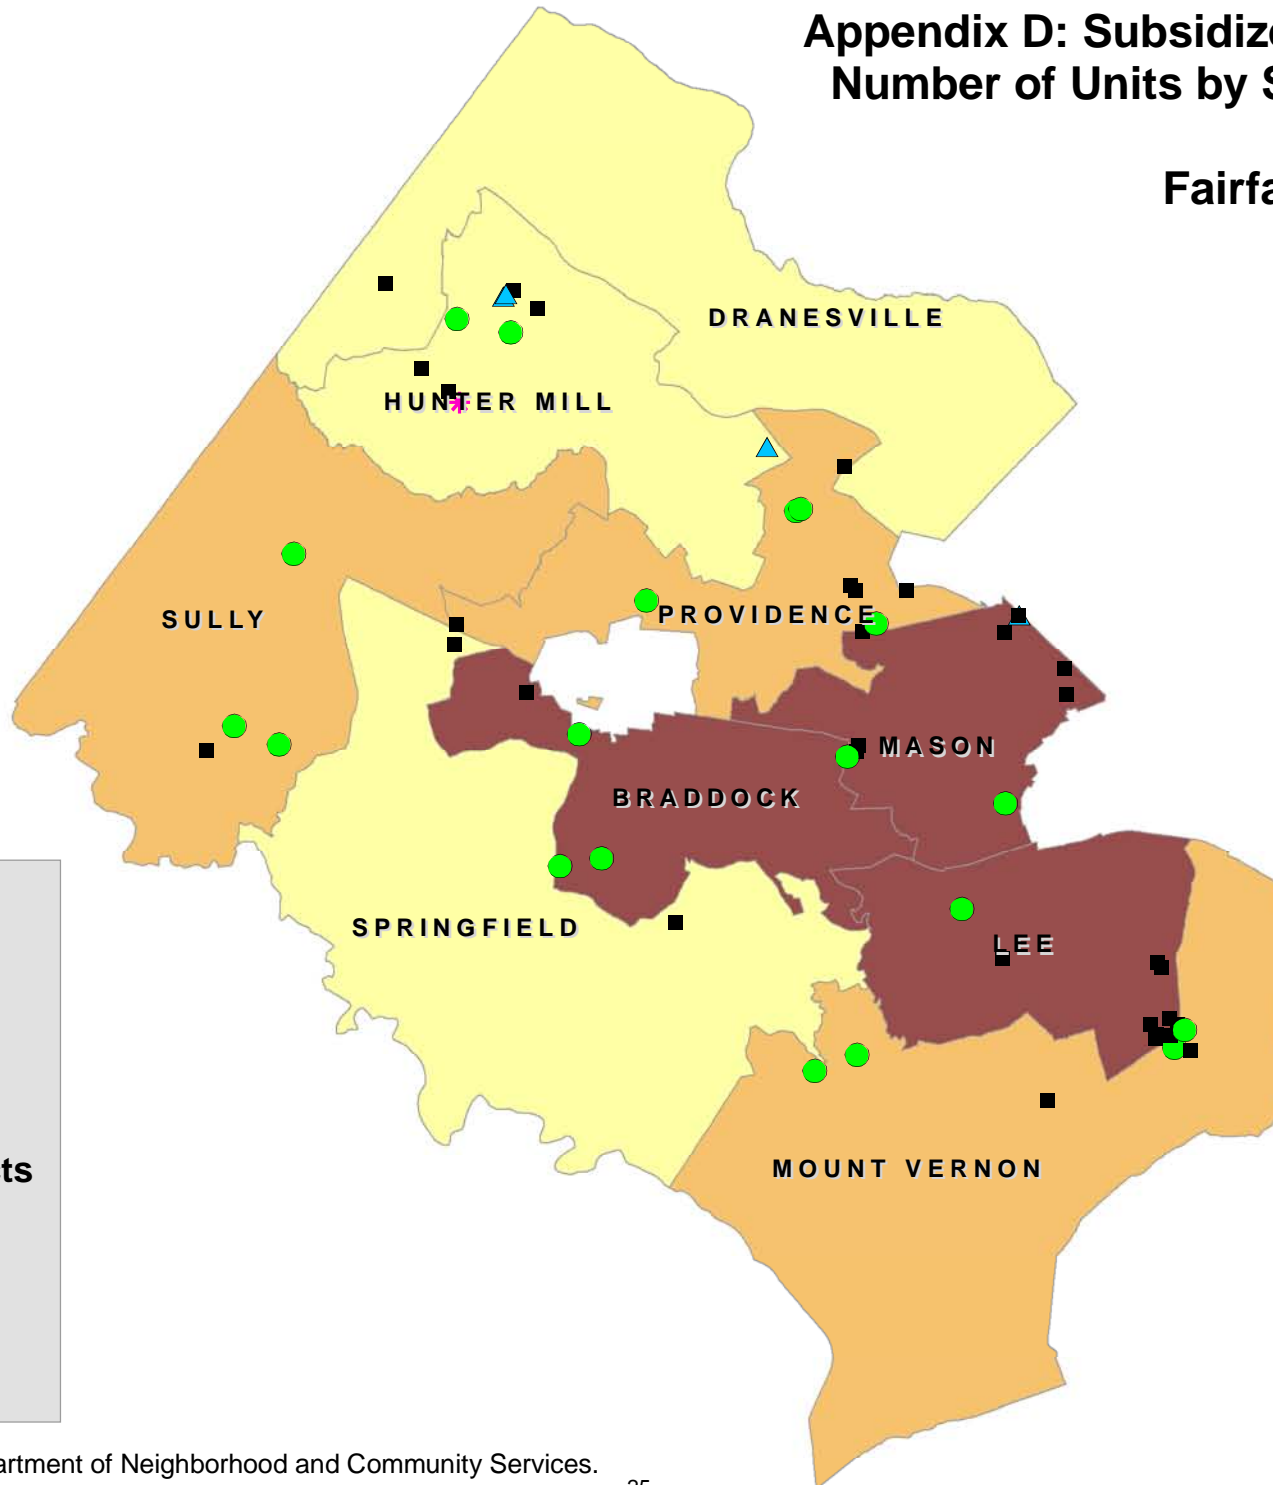 Appendix D: Subsidize
Number of Units by S
Fairfa
DRANESVILLE
HUNTER MILL
SULLY
PROVIDENCE
MASON
BRADDOCK
SPRINGFIELD
LEE
MOUNT VERNON
ts
artment of Neighborhood and Community Services.